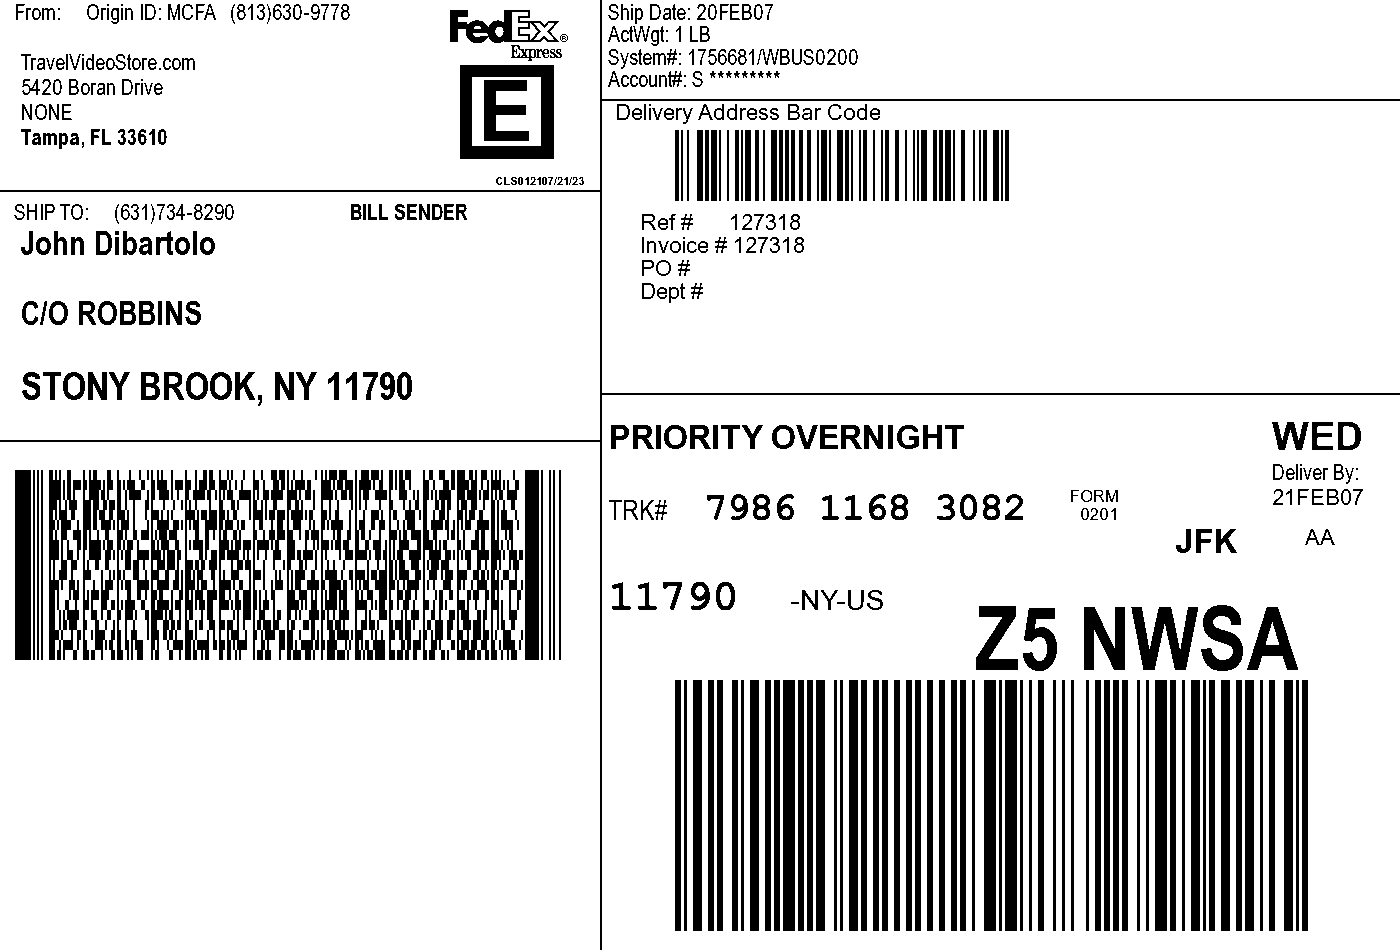 From: Origin ID: MCFA (813)630-9778
TravelVideoStore.com
5420 Boran Drive
NONE
Tampa, FL 33610
FedEx®
Express
E
CLS012107/21/23
Ship Date: 20FEB07
ActWgt: 1 LB
System#: 1756681/WBUS0200
Account#: S *********
Delivery Address Bar Code
Ref # 127318
Invoice # 127318
PO #
Dept #
SHIP TO: (631)734-8290 BILL SENDER
John Dibartolo
C/O ROBBINS
STONY BROOK, NY 11790
PRIORITY OVERNIGHT
WED
Deliver By:
21FEB07
TRK# 7986 1168 3082
FORM
0201
JFK AA
11790 -NY-US
Z5 NWSA